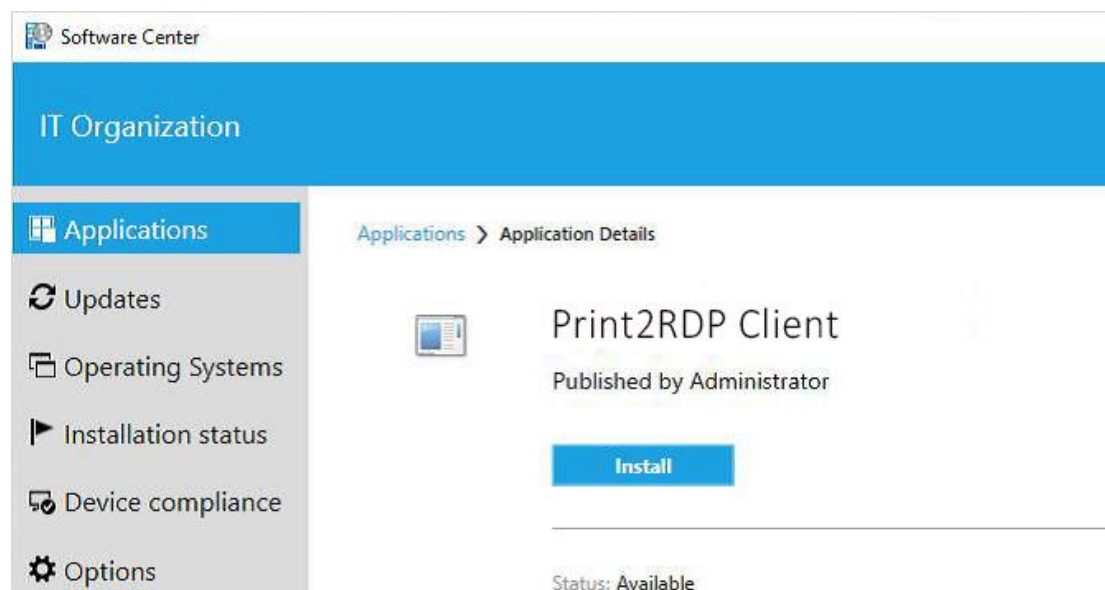 Software Center
IT Organization
Applications
Updates
Operating Systems
Installation status
Device compliance
Options
Applications > Application Details
Print2RDP Client
Published by Administrator
Install
Status: Available